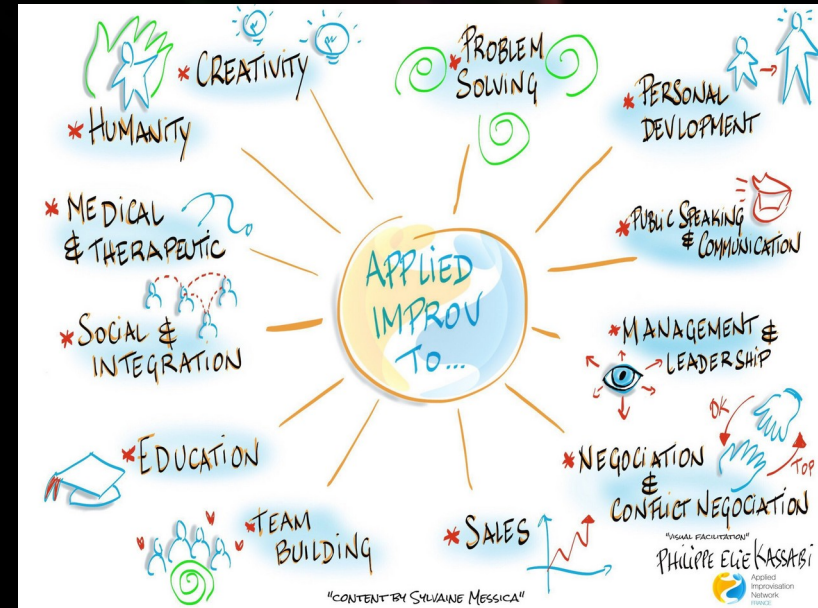 * CREATIVITY
* PROBLEM
SOLVING
* PERSONAL
DEVLOPMENT
* HUMANITY
* MEDICAL
& THERAPEUTIC
* PUBLIC SPEAKING
& COMMUNICATION
APPLIED
IMPROV
TO...
* SOCIAL &
INTEGRATION
* MANAGEMENT &
LEADERSHIP
* EDUCATION
* NEGOCIATION
&
CONFLICT NEGOCIATION
OK
TOP
* TEAM
BUILDING
* SALES
"VISUAL FACILITATION"
PHILIPPE ELIE KASSABI
Applied
Improvisation
Network
FRANCE
"CONTENT BY SYLVAINE MESSICA"